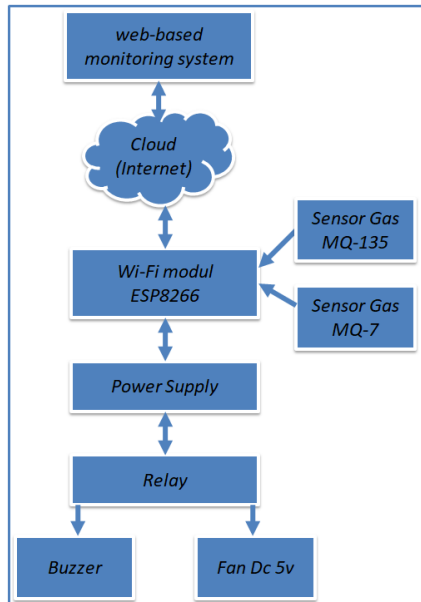 web-based
monitoring system
Cloud
(Internet)
Sensor Gas
MQ-135
Wi-Fi modul
ESP8266
Sensor Gas
MQ-7
Power Supply
Relay
Buzzer
Fan Dc 5v